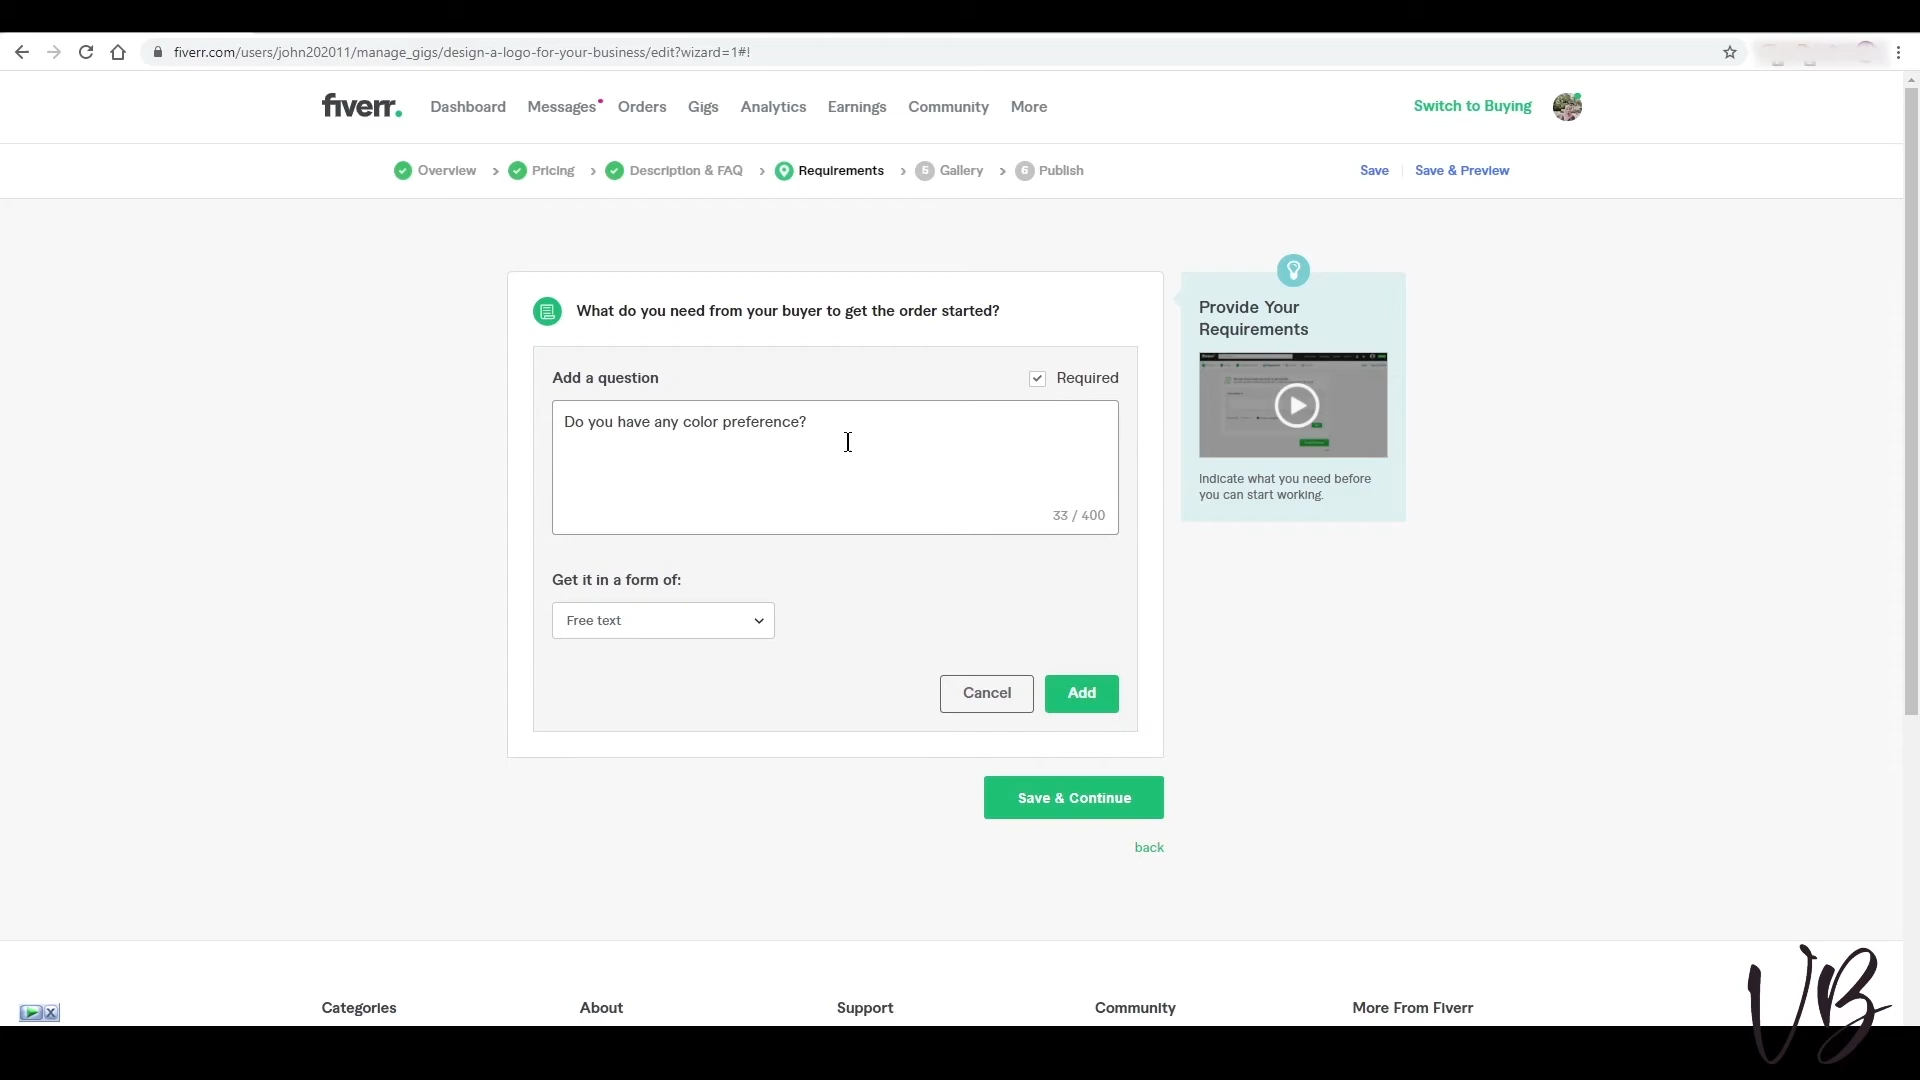 fiverr.com/users/john202011/manage_gigs/design-a-logo-for-your-business/edit?wizard=1#!
fiverr. Dashboard Messages Orders Gigs Analytics Earnings Community More Switch to Buying
Overview Pricing Description & FAQ Requirements 5 Gallery 6 Publish Save Save & Preview
What do you need from your buyer to get the order started?
Add a question Required
Do you have any color preference?
33 / 400
Get it in a form of:
Free text
Cancel Add
Save & Continue
back
Provide Your
Requirements
Indicate what you need before
you can start working.
Categories About Support Community More From Fiverr
VB